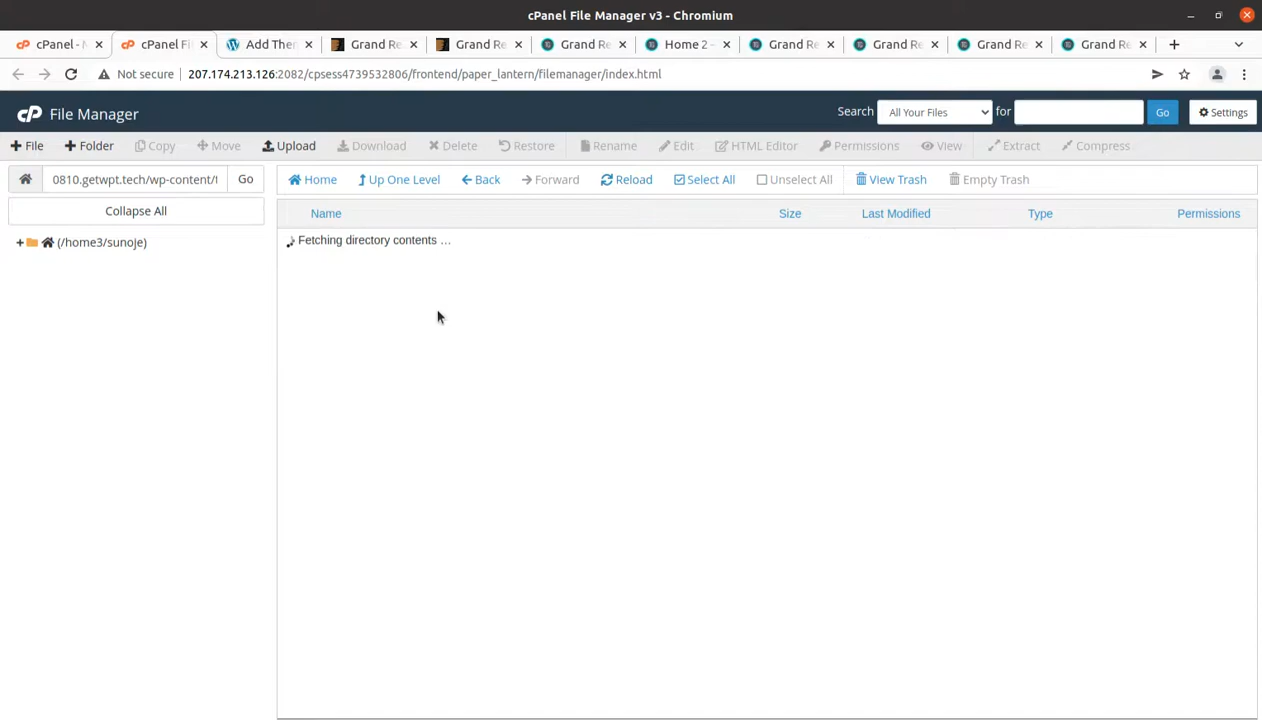 cPanel File Manager v3 - Chromium
cPanel - M
cPanel Fi
Add The
Grand Re
Grand Re
Grand Re
Home 2 -
Grand Re
Grand Re
Grand Re
Grand Re
Not secure
207.174.213.126:2082/cpsess4739532806/frontend/paper_lantern/filemanager/index.html
cP File Manager
Search
All Your Files
for
Go
Settings
File
Folder
Copy
Move
Upload
Download
Delete
Restore
Rename
Edit
HTML Editor
Permissions
View
Extract
Compress
0810.getwpt.tech/wp-content/t
Go
Home
Up One Level
Back
Forward
Reload
Select All
Unselect All
View Trash
Empty Trash
Collapse All
Name
Size
Last Modified
Type
Permissions
(/home3/sunoje)
Fetching directory contents ...